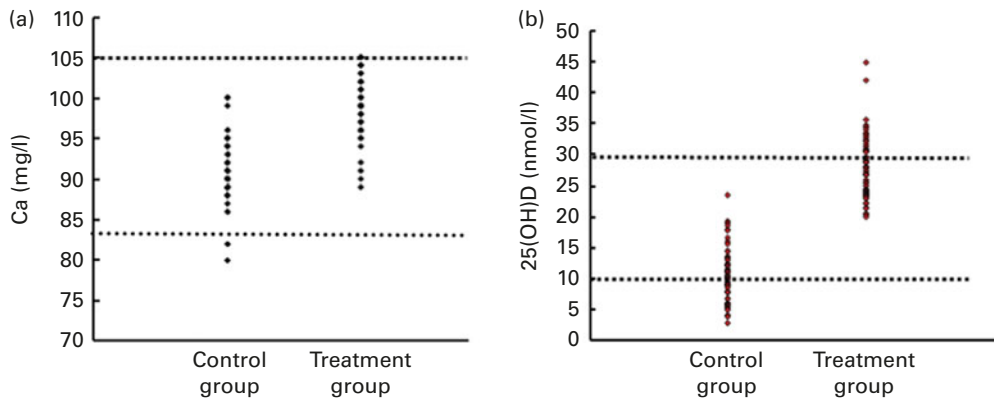 (a)
Ca (mg/l)
110
105
100
95
90
85
80
75
70
Control
group
Treatment
group
(b)
25(OH)D (nmol/l)
50
45
40
35
30
25
20
15
10
5
0
Control
group
Treatment
group